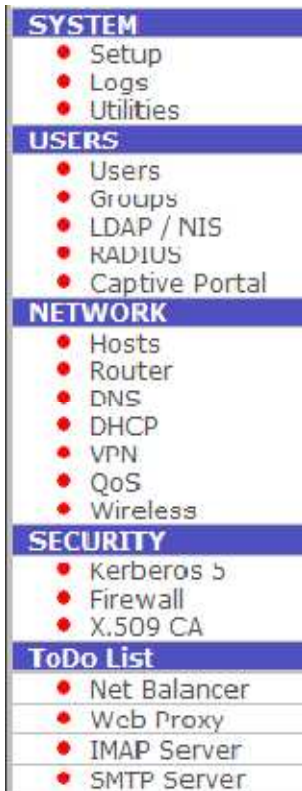 SYSTEM
Setup
Logs
Utilities
USERS
Users
Groups
LDAP / NIS
RADIUS
Captive Portal
NETWORK
Hosts
Router
DNS
DHCP
VPN
QoS
Wireless
SECURITY
Kerberos 5
Firewall
X.509 CA
ToDo List
Net Balancer
Web Proxy
IMAP Server
SMTP Server